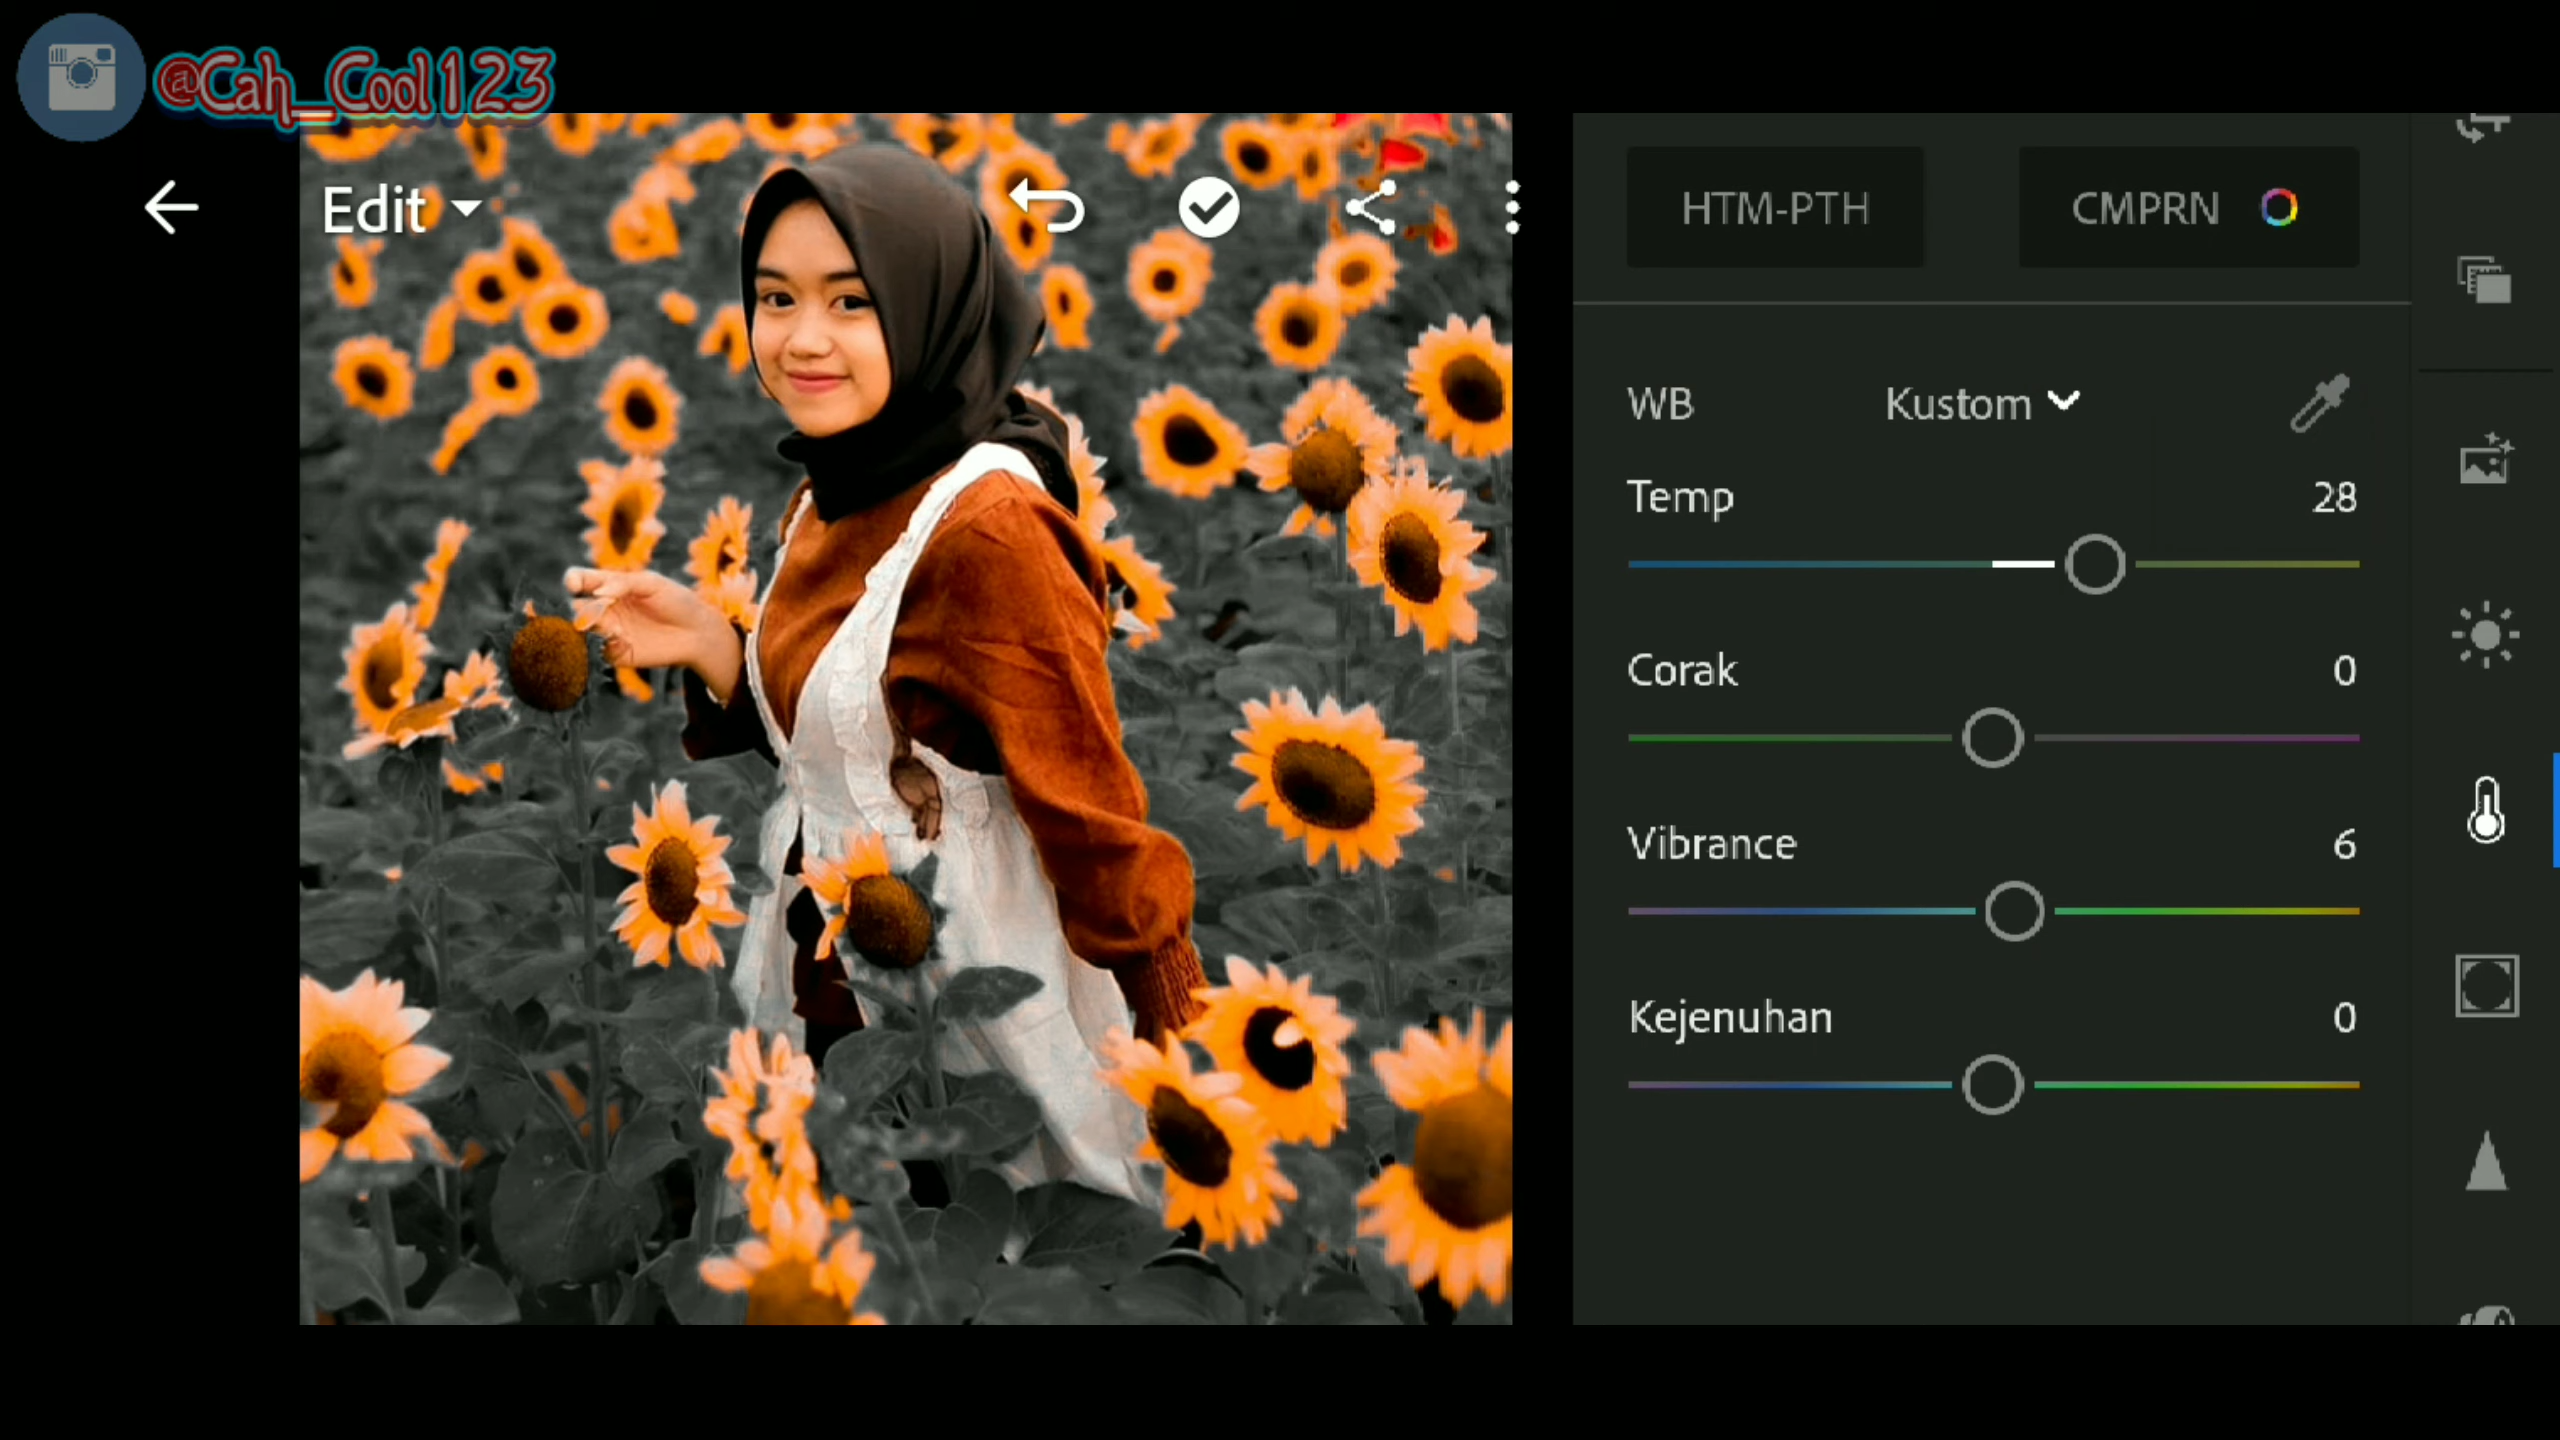 @Cah_Cool123
Edit
HTM-PTH
CMPRN
WB
Kustom
Temp
28
Corak
0
Vibrance
6
Kejenuhan
0